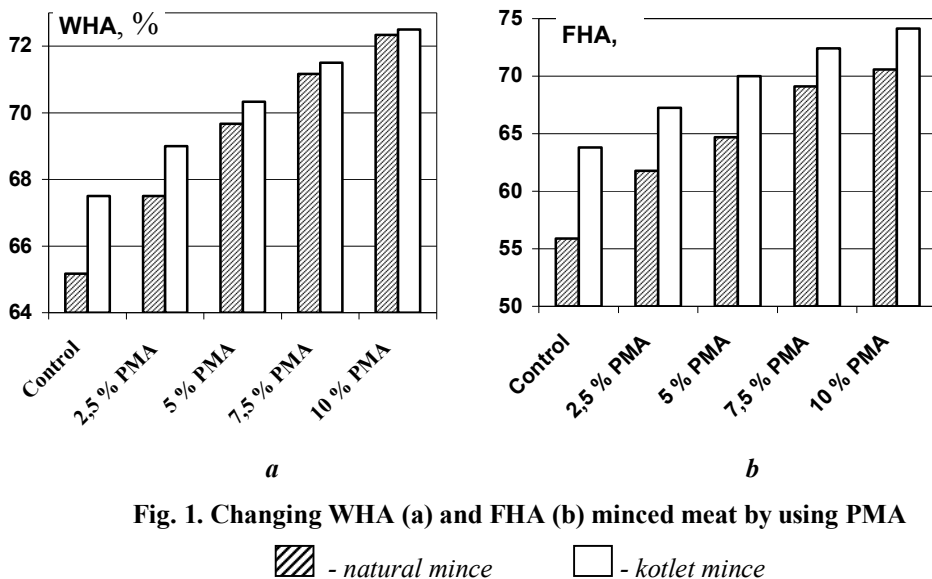 WHA, %
72
70
68
66
64
Control
2,5 % PMA
5 % PMA
7,5 % PMA
10 % PMA
a
FHA,
75
70
65
60
55
50
Control
2,5 % PMA
5 % PMA
7,5 % PMA
10 % PMA
b
Fig. 1. Changing WHA (a) and FHA (b) minced meat by using PMA
- natural mince - kotlet mince